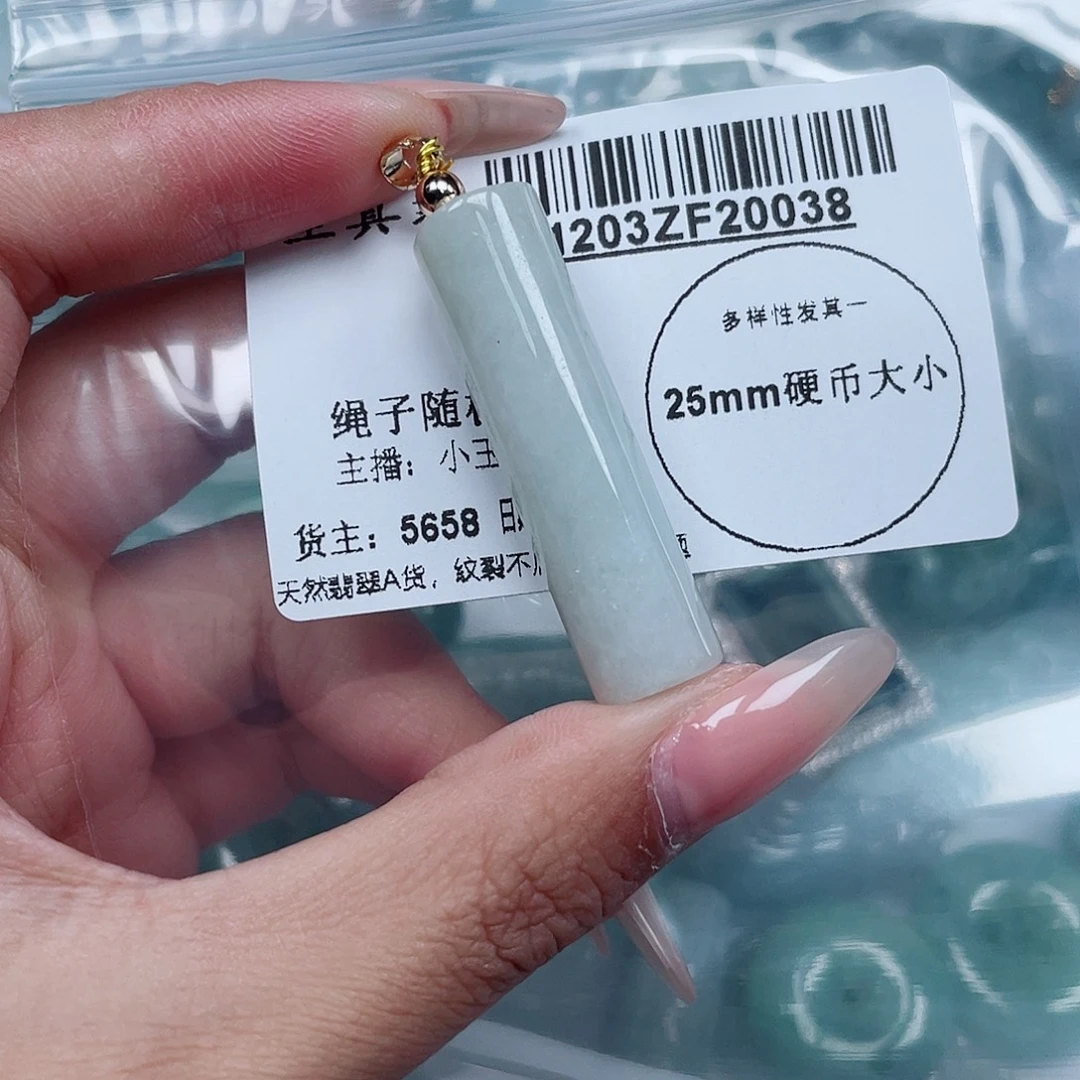 1203ZF20038
多样性发其一
25mm硬币大小
绳子随
主播：小玉
货主：5658
天然翡翠A货，纹裂不